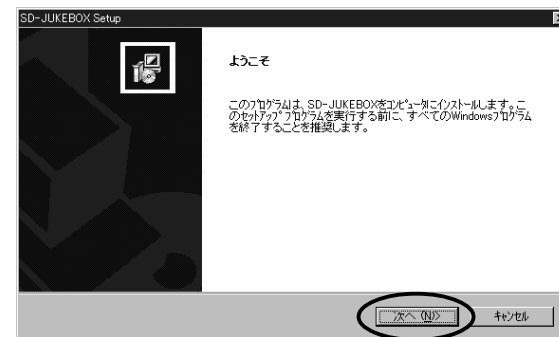 SD-JUKEBOX Setup
ようこそ
このﾌﾟﾛｸﾞﾗﾑは、SD-JUKEBOXをｺﾝﾋﾟｭｰﾀにｲﾝｽﾄｰﾙします。こ
のｾｯﾄｱｯﾌﾟ ﾌﾟﾛｸﾞﾗﾑを実行する前に、すべてのWindowsﾌﾟﾛｸﾞﾗﾑ
を終了することを推奨します。
次へ (N)>
ｷｬﾝｾﾙ